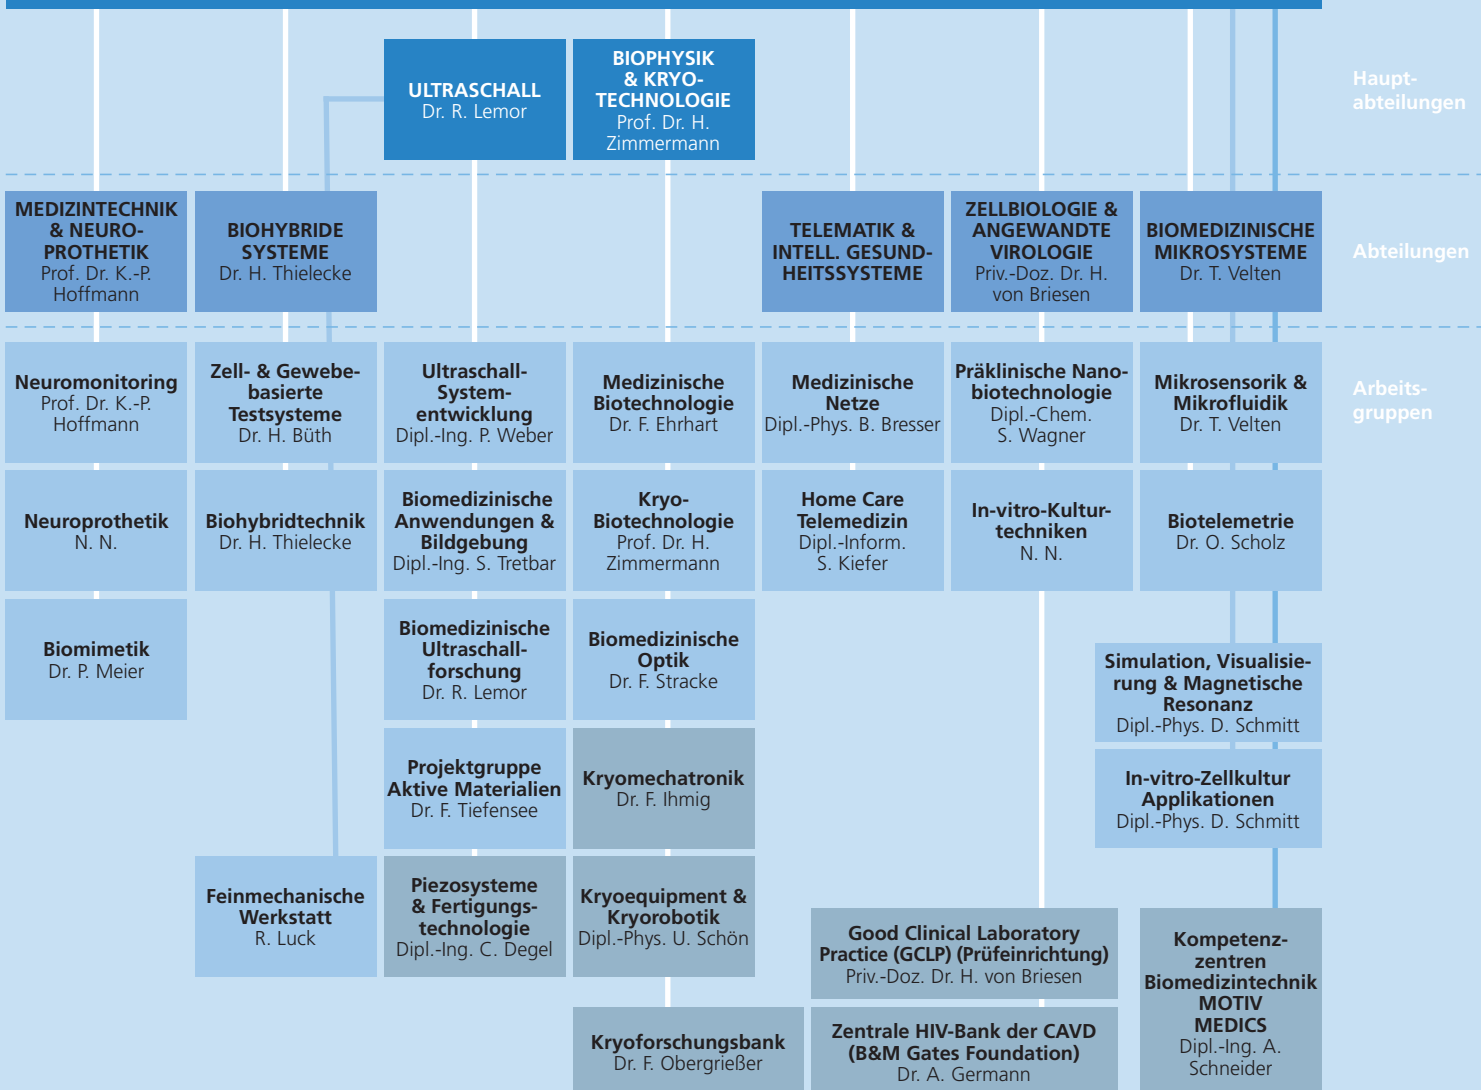 ULTRASCHALL
Dr. R. Lemor
BIOPHYSIK
& KRYO-
TECHNOLOGIE
Prof. Dr. H.
Zimmermann
Haupt-
abteilungen
MEDIZINTECHNIK
& NEURO-
PROTHETIK
Prof. Dr. K.-P.
Hoffmann
BIOHYBRIDE
SYSTEME
Dr. H. Thielecke
TELEMATIK &
INTELL. GESUND-
HEITSSYSTEME
ZELLBIOLOGIE &
ANGEWANDTE
VIROLOGIE
Priv.-Doz. Dr. H.
von Briesen
BIOMEDIZINISCHE
MIKROSYSTEME
Dr. T. Velten
Abteilungen
Neuromonitoring
Prof. Dr. K.-P.
Hoffmann
Zell- & Gewebe-
basierte
Testsysteme
Dr. H. Büth
Ultraschall-
System-
entwicklung
Dipl.-Ing. P. Weber
Medizinische
Biotechnologie
Dr. F. Ehrhart
Medizinische
Netze
Dipl.-Phys. B. Bresser
Präklinische Nano-
biotechnologie
Dipl.-Chem.
S. Wagner
Mikrosensorik &
Mikrofluidik
Dr. T. Velten
Arbeits-
gruppen
Neuroprothetik
N. N.
Biohybridtechnik
Dr. H. Thielecke
Biomedizinische
Anwendungen &
Bildgebung
Dipl.-Ing. S. Tretbar
Kryo-
Biotechnologie
Prof. Dr. H.
Zimmermann
Home Care
Telemedizin
Dipl.-Inform.
S. Kiefer
In-vitro-Kultur-
techniken
N. N.
Biotelemetrie
Dr. O. Scholz
Biomimetik
Dr. P. Meier
Biomedizinische
Ultraschall-
forschung
Dr. R. Lemor
Biomedizinische
Optik
Dr. F. Stracke
Simulation, Visualisie-
rung & Magnetische
Resonanz
Dipl.-Phys. D. Schmitt
Projektgruppe
Aktive Materialien
Dr. F. Tiefensee
Kryomechatronik
Dr. F. Ihmig
In-vitro-Zellkultur
Applikationen
Dipl.-Phys. D. Schmitt
Feinmechanische
Werkstatt
R. Luck
Piezosysteme
& Fertigungs-
technologie
Dipl.-Ing. C. Degel
Kryoequipment &
Kryorobotik
Dipl.-Phys. U. Schön
Good Clinical Laboratory
Practice (GCLP) (Prüfeinrichtung)
Priv.-Doz. Dr. H. von Briesen
Kompetenz-
zentren
Biomedizintechnik
MOTIV
MEDICS
Dipl.-Ing. A.
Schneider
Kryoforschungsbank
Dr. F. Obergrießer
Zentrale HIV-Bank der CAVD
(B&M Gates Foundation)
Dr. A. Germann